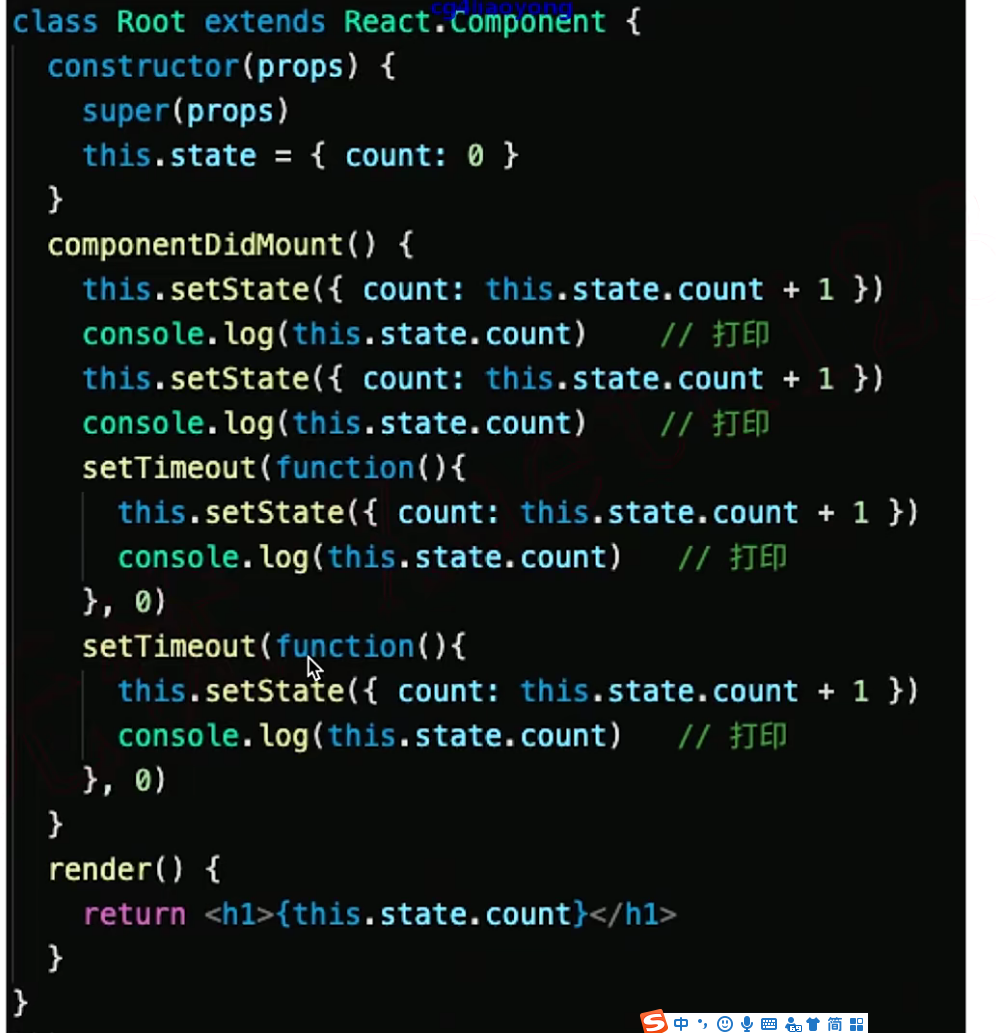 cg4liaoyong
class Root extends React.Component {
constructor(props) {
super(props)
this.state = { count: 0 }
}
componentDidMount() {
this.setState({ count: this.state.count + 1 })
console.log(this.state.count) // 打印
this.setState({ count: this.state.count + 1 })
console.log(this.state.count) // 打印
setTimeout(function(){
this.setState({ count: this.state.count + 1 })
console.log(this.state.count) // 打印
}, 0)
setTimeout(function(){
this.setState({ count: this.state.count + 1 })
console.log(this.state.count) // 打印
}, 0)
}
render() {
return <h1>{this.state.count}</h1>
}
}
S中简